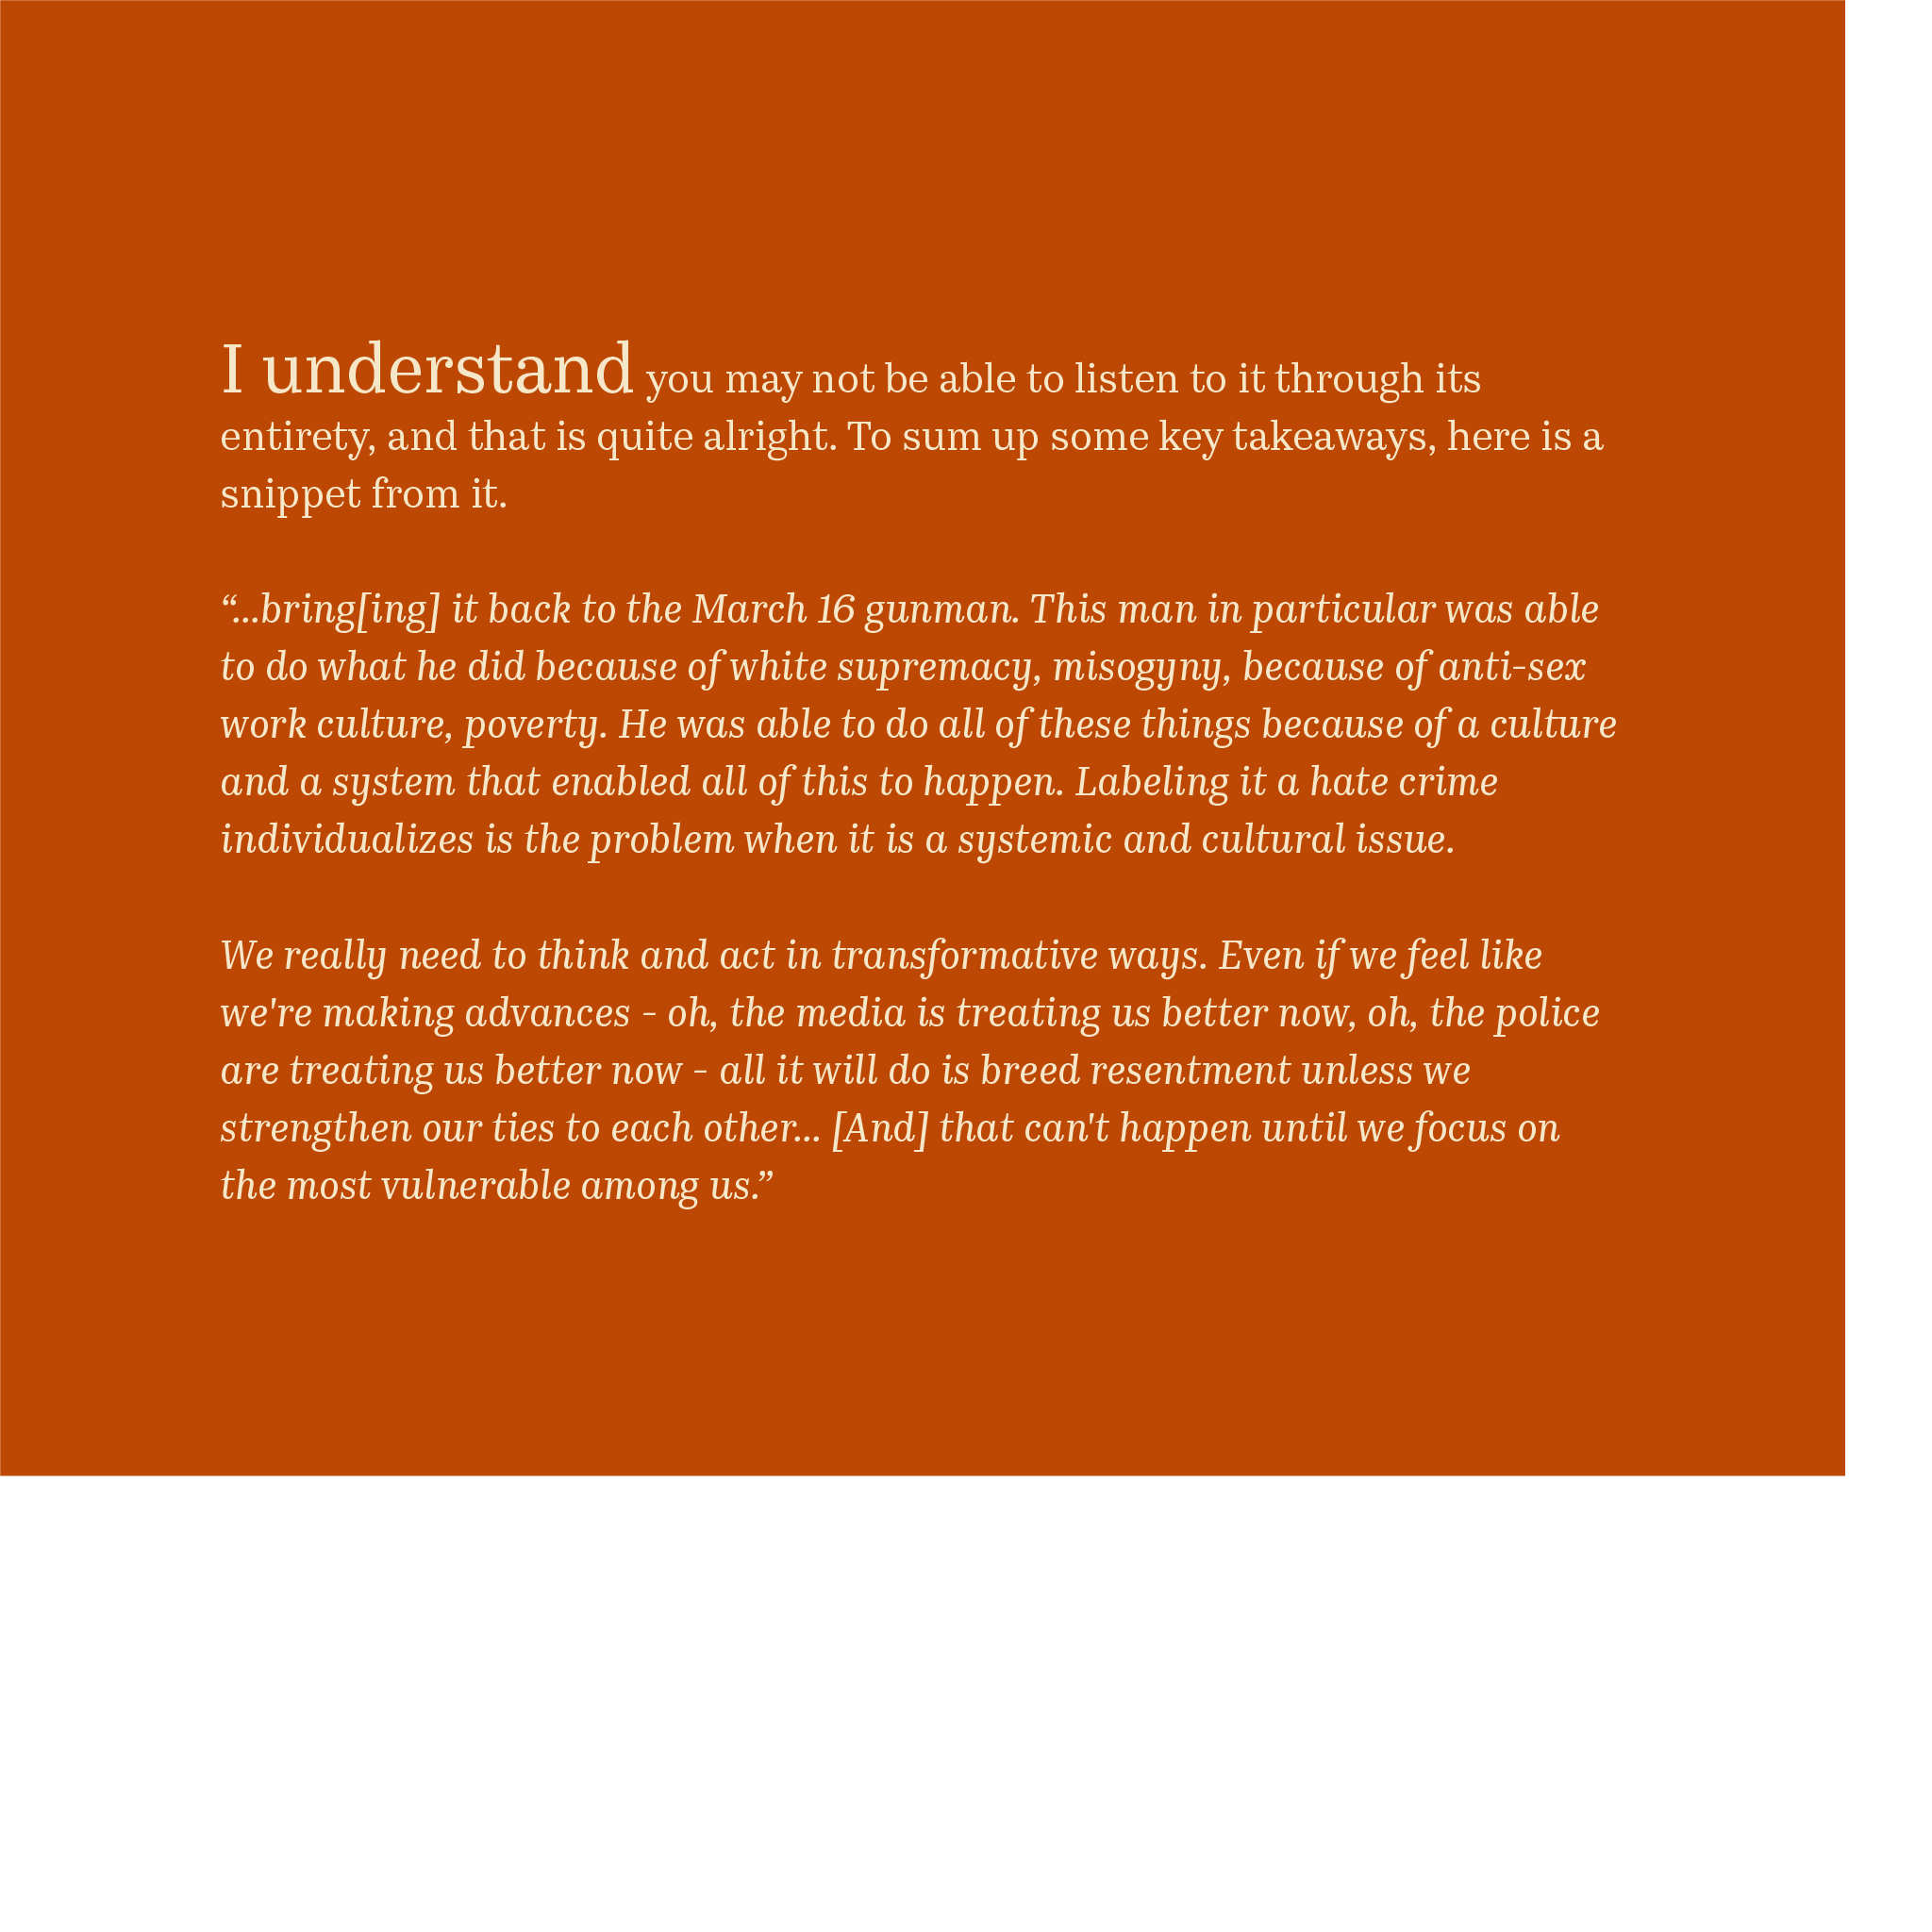 I understand you may not be able to listen to it through its
entirety, and that is quite alright. To sum up some key takeaways, here is a
snippet from it.
“...bring[ing] it back to the March 16 gunman. This man in particular was able
to do what he did because of white supremacy, misogyny, because of anti-sex
work culture, poverty. He was able to do all of these things because of a culture
and a system that enabled all of this to happen. Labeling it a hate crime
individualizes is the problem when it is a systemic and cultural issue.
We really need to think and act in transformative ways. Even if we feel like
we're making advances - oh, the media is treating us better now, oh, the police
are treating us better now - all it will do is breed resentment unless we
strengthen our ties to each other... [And] that can't happen until we focus on
the most vulnerable among us.”